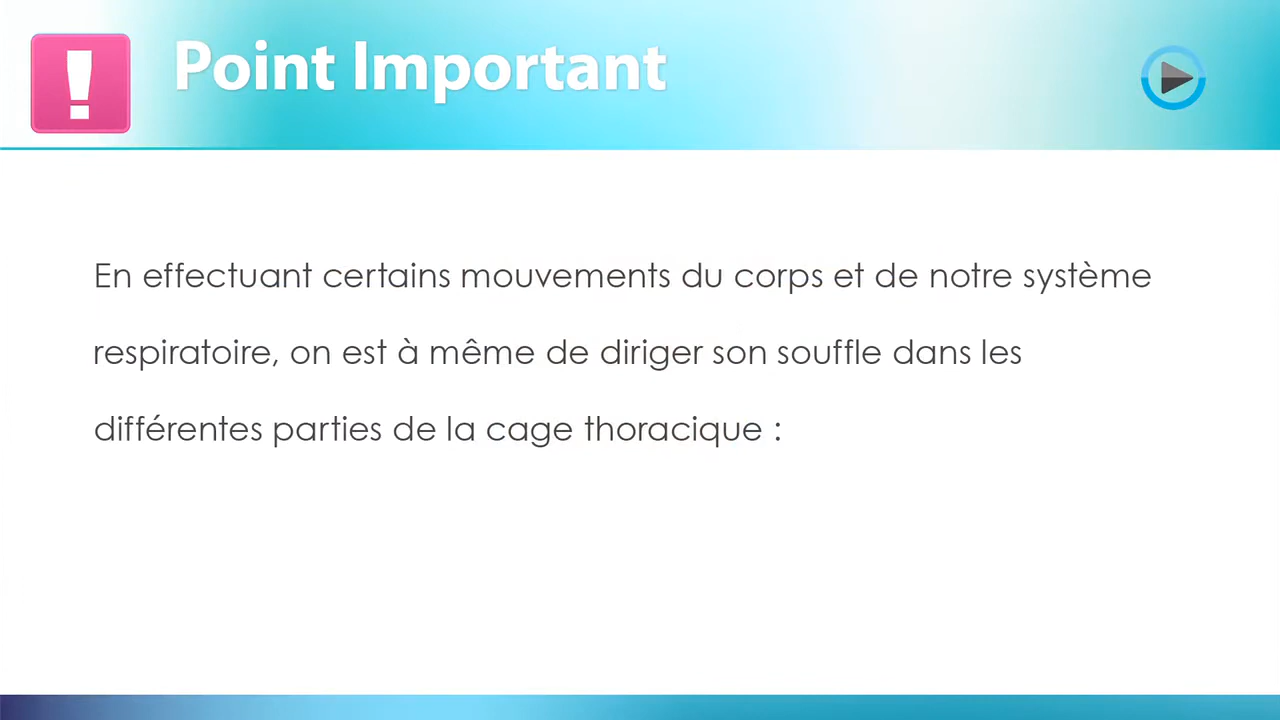 Point Important
En effectuant certains mouvements du corps et de notre système
respiratoire, on est à même de diriger son souffle dans les
différentes parties de la cage thoracique :